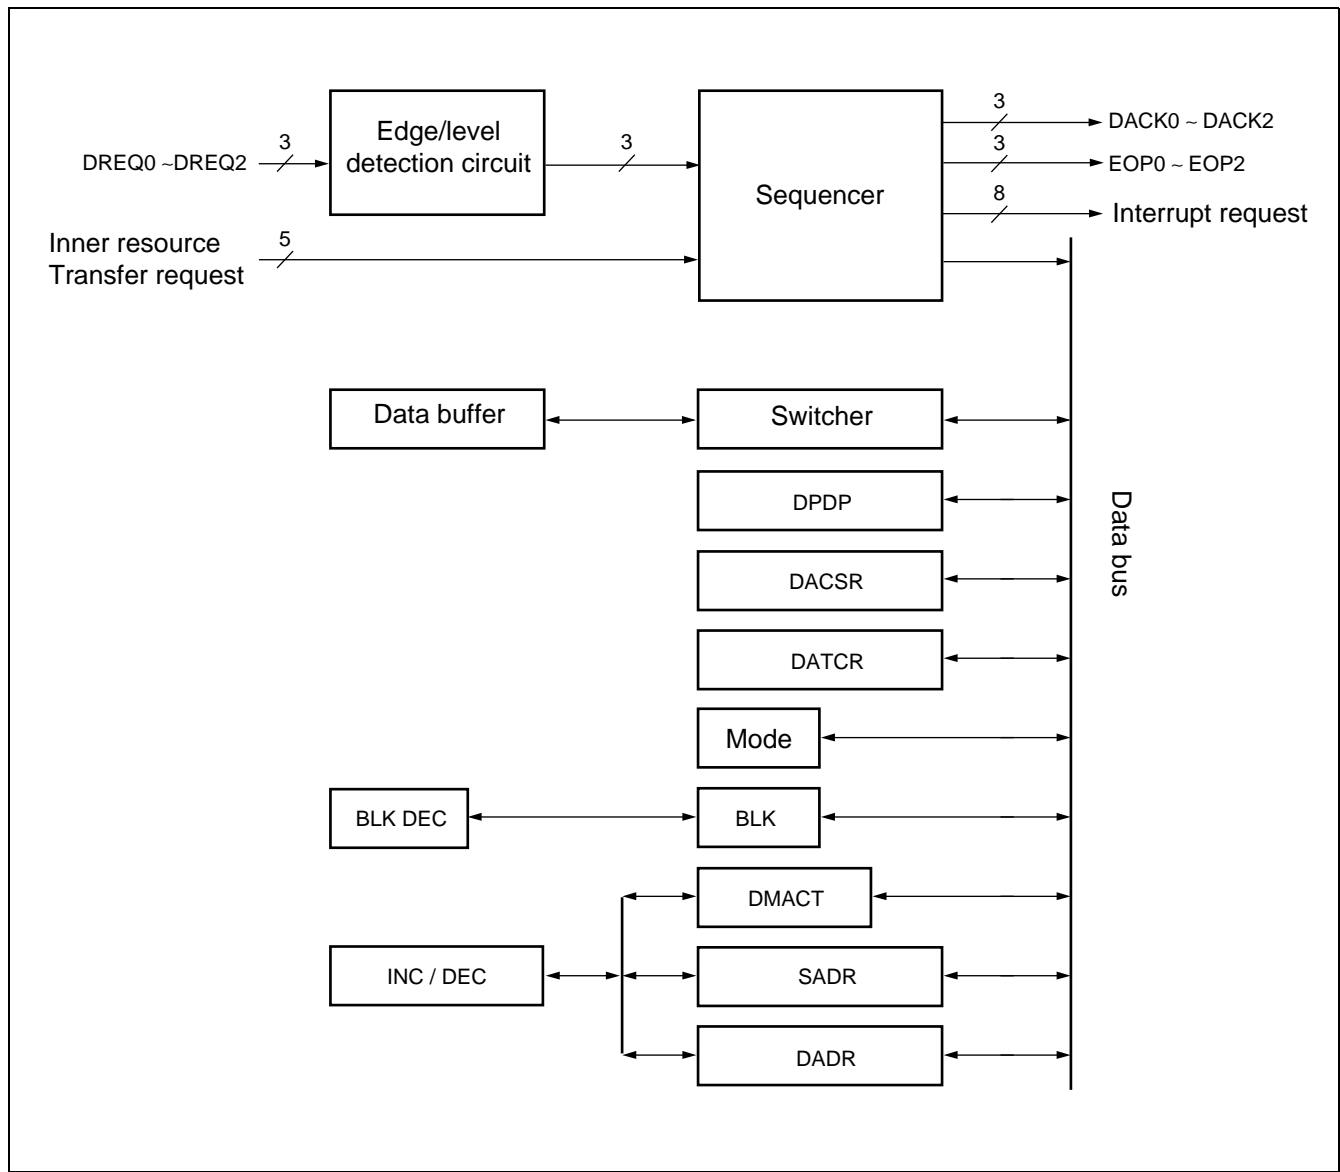 3
DACK0 ~ DACK2
Edge/level
detection circuit
3
DREQ0 ~DREQ2
3
3
EOP0 ~ EOP2
Sequencer
8
Interrupt request
Inner resource
Transfer request
5
Data buffer
Switcher
DPDP
Data bus
DACSR
DATCR
Mode
BLK DEC
BLK
DMACT
INC / DEC
SADR
DADR